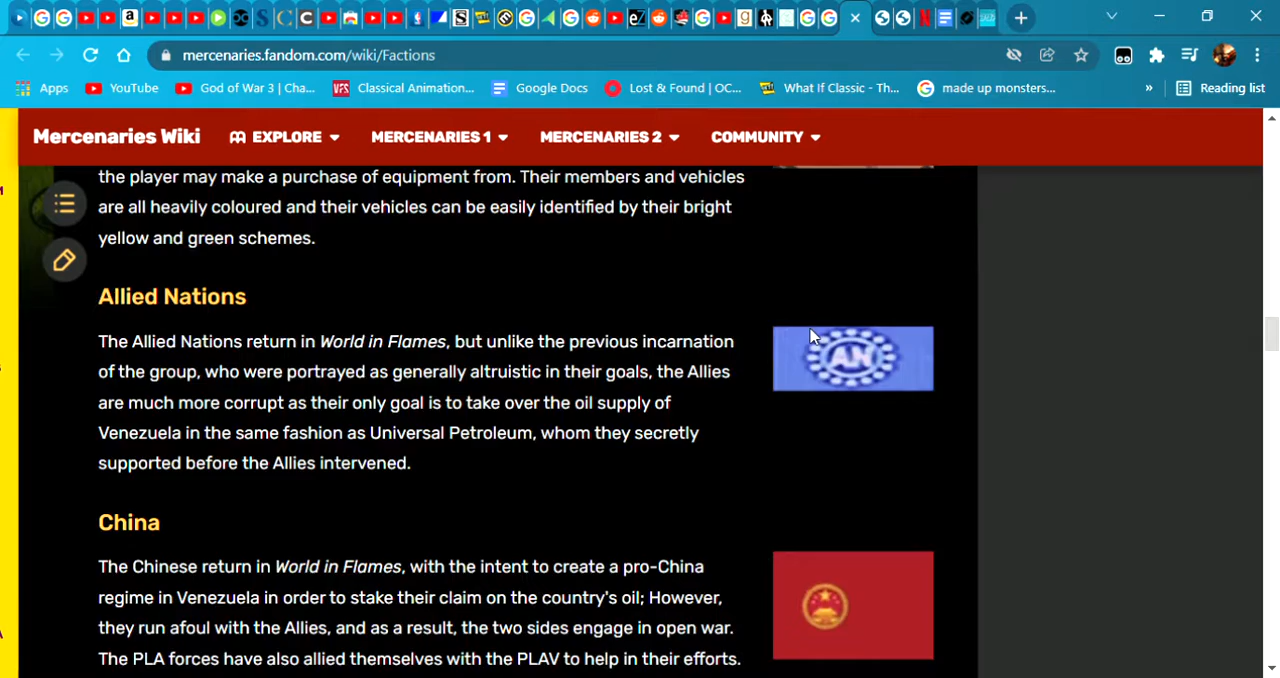 mercenaries.fandom.com/wiki/Factions
Apps YouTube God of War 3 | Cha... Classical Animation... Google Docs Lost & Found | OC... What If Classic - Th... made up monsters... » Reading list
Mercenaries Wiki EXPLORE MERCENARIES 1 MERCENARIES 2 COMMUNITY
the player may make a purchase of equipment from. Their members and vehicles
are all heavily coloured and their vehicles can be easily identified by their bright
yellow and green schemes.
Allied Nations
The Allied Nations return in World in Flames, but unlike the previous incarnation
of the group, who were portrayed as generally altruistic in their goals, the Allies
are much more corrupt as their only goal is to take over the oil supply of
Venezuela in the same fashion as Universal Petroleum, whom they secretly
supported before the Allies intervened.
AN
China
The Chinese return in World in Flames, with the intent to create a pro-China
regime in Venezuela in order to stake their claim on the country's oil; However,
they run afoul with the Allies, and as a result, the two sides engage in open war.
The PLA forces have also allied themselves with the PLAV to help in their efforts.